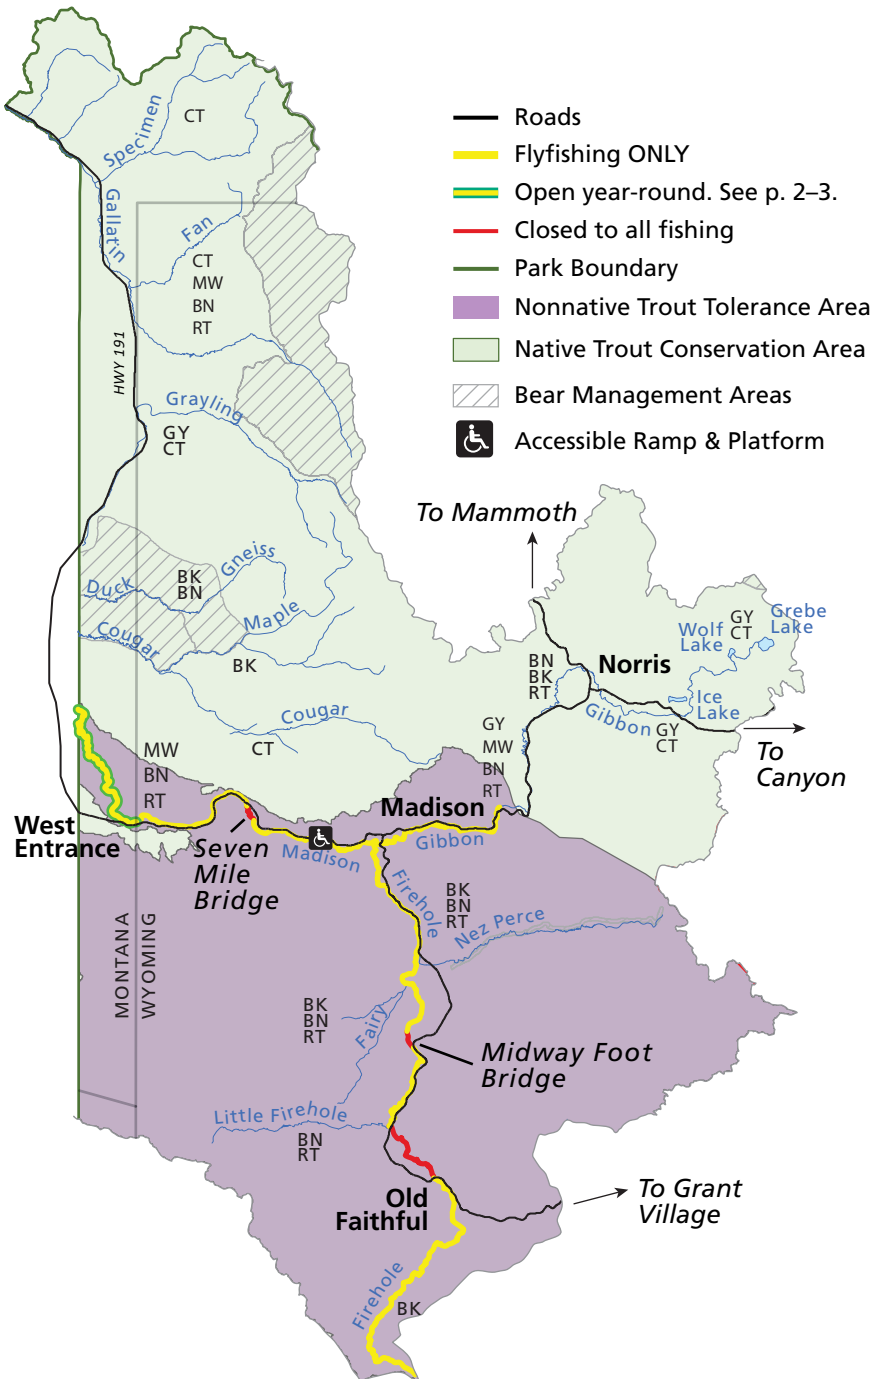 Roads
Flyfishing ONLY
Open year-round. See p. 2–3.
Closed to all fishing
Park Boundary
Nonnative Trout Tolerance Area
Native Trout Conservation Area
Bear Management Areas
Accessible Ramp & Platform
CT
Specimen
Gallatin
Fan
CT
MW
BN
RT
HWY 191
Grayling
GY
CT
To Mammoth
Gneiss
Duck
BK
BN
Maple
Cougar
BK
Grebe
Lake
GY
CT
Wolf
Lake
Norris
BN
BK
RT
Ice
Lake
Gibbon
GY
CT
To
Canyon
Cougar
CT
GY
MW
BN
RT
MW
BN
RT
Madison
West
Entrance
Seven
Mile
Bridge
Madison
Gibbon
Firehole
BK
BN
RT
Nez Perce
MONTANA
WYOMING
BK
BN
RT
Fairy
Midway Foot
Bridge
Little Firehole
BN
RT
Old
Faithful
To Grant
Village
Firehole
BK